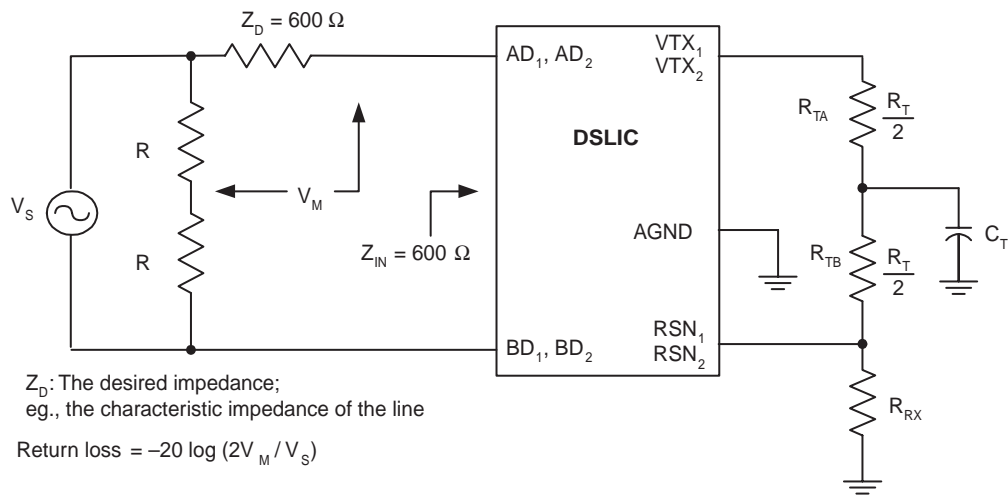 Z_D = 600 Ω
AD_1, AD_2
VTX_1
VTX_2
R_TA
R_T
2
DSLIC
R
V_M
V_S
Z_IN = 600 Ω
AGND
C_T
R
R_TB
R_T
2
RSN_1
BD_1, BD_2
RSN_2
Z_D: The desired impedance;
eg., the characteristic impedance of the line
R_RX
Return loss = –20 log (2V_M / V_S)